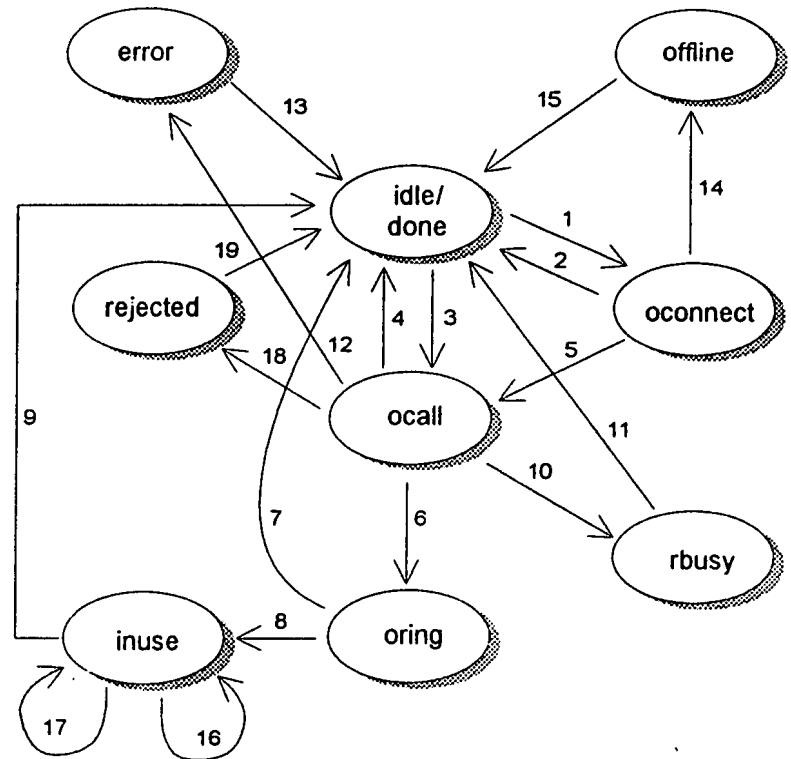 error
offline
13
15
idle/
done
14
1
2
19
rejected
oconnect
4
3
12
5
18
9
ocall
11
10
7
6
rbusy
8
inuse
oring
17
16